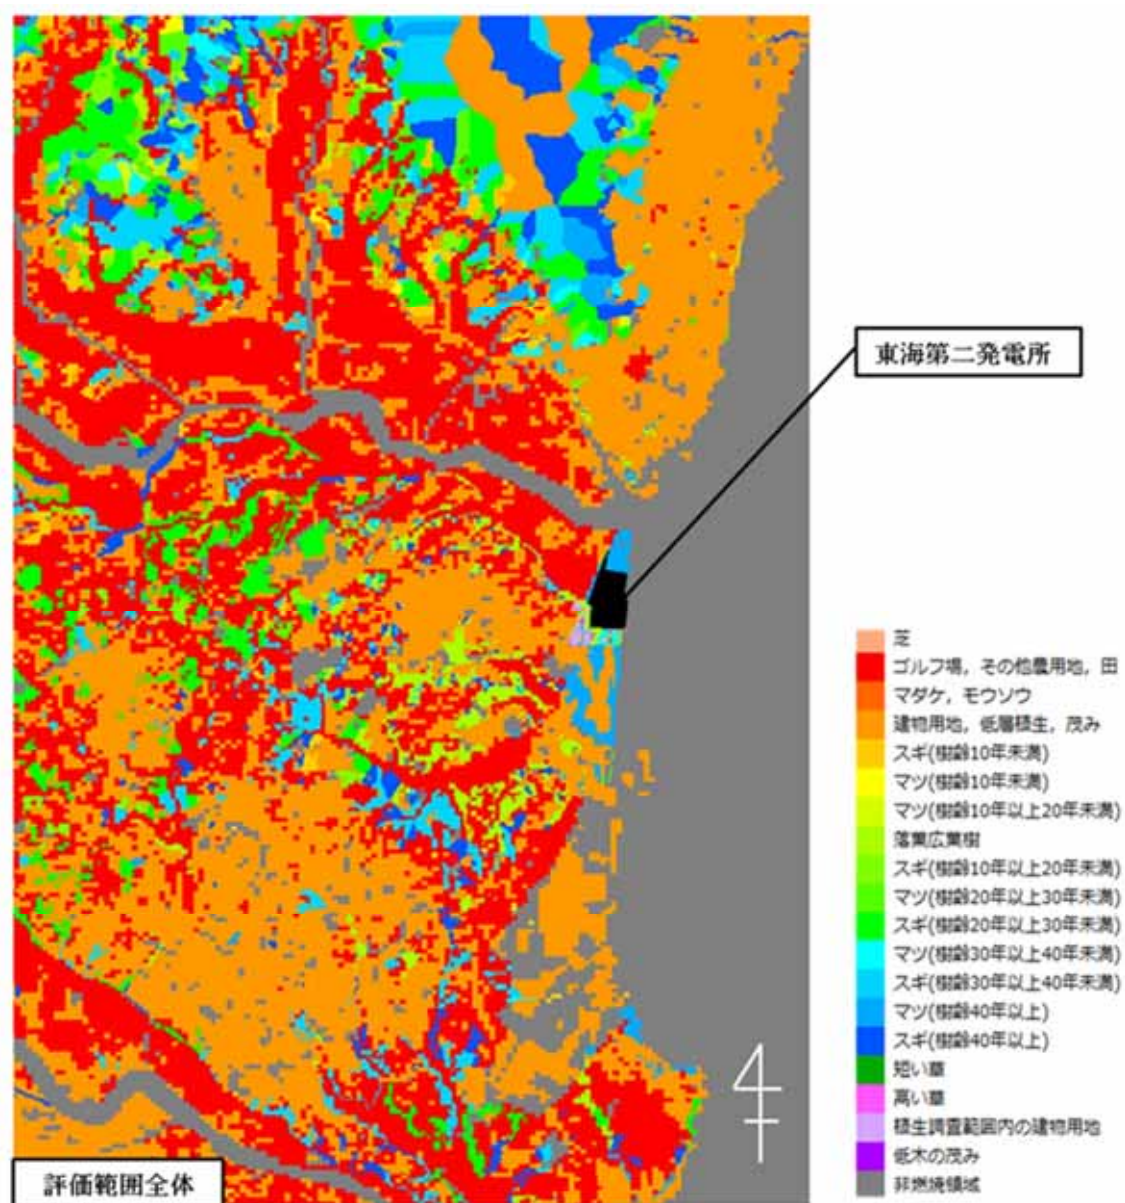 東海第二発電所
芝
ゴルフ場，その他農用地，田
マダケ，モウソウ
建物用地，低層植生，茂み
スギ(樹齢10年未満)
マツ(樹齢10年未満)
マツ(樹齢10年以上20年未満)
落葉広葉樹
スギ(樹齢10年以上20年未満)
マツ(樹齢20年以上30年未満)
スギ(樹齢20年以上30年未満)
マツ(樹齢30年以上40年未満)
スギ(樹齢30年以上40年未満)
マツ(樹齢40年以上)
スギ(樹齢40年以上)
短い草
高い草
植生調査範囲内の建物用地
低木の茂み
非燃焼領域
評価範囲全体